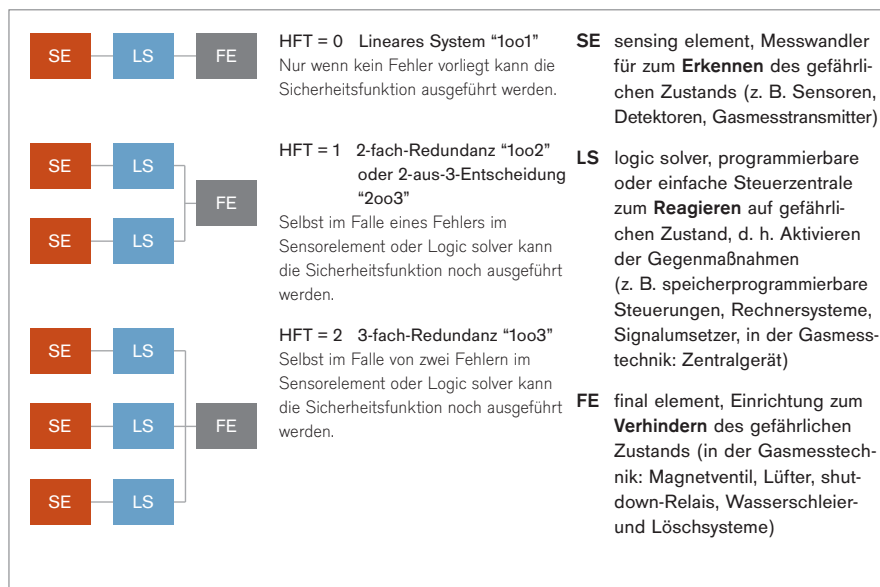 SE LS FE
HFT = 0 Lineares System “1oo1”
Nur wenn kein Fehler vorliegt kann die
Sicherheitsfunktion ausgeführt werden.
SE LS
FE
SE LS
HFT = 1 2-fach-Redundanz “1oo2”
oder 2-aus-3-Entscheidung
“2oo3”
Selbst im Falle eines Fehlers im
Sensorelement oder Logic solver kann
die Sicherheitsfunktion noch ausgeführt
werden.
SE LS
SE LS FE
SE LS
HFT = 2 3-fach-Redundanz “1oo3”
Selbst im Falle von zwei Fehlern im
Sensorelement oder Logic solver kann
die Sicherheitsfunktion noch ausgeführt
werden.
SE sensing element, Messwandler
für zum Erkennen des gefährli-
chen Zustands (z. B. Sensoren,
Detektoren, Gasmesstransmitter)
LS logic solver, programmierbare
oder einfache Steuerzentrale
zum Reagieren auf gefährli-
chen Zustand, d. h. Aktivieren
der Gegenmaßnahmen
(z. B. speicherprogrammierbare
Steuerungen, Rechnersysteme,
Signalumsetzer, in der Gasmess-
technik: Zentralgerät)
FE final element, Einrichtung zum
Verhindern des gefährlichen
Zustands (in der Gasmesstech-
nik: Magnetventil, Lüfter, shut-
down-Relais, Wasserschleier-
und Löschsysteme)